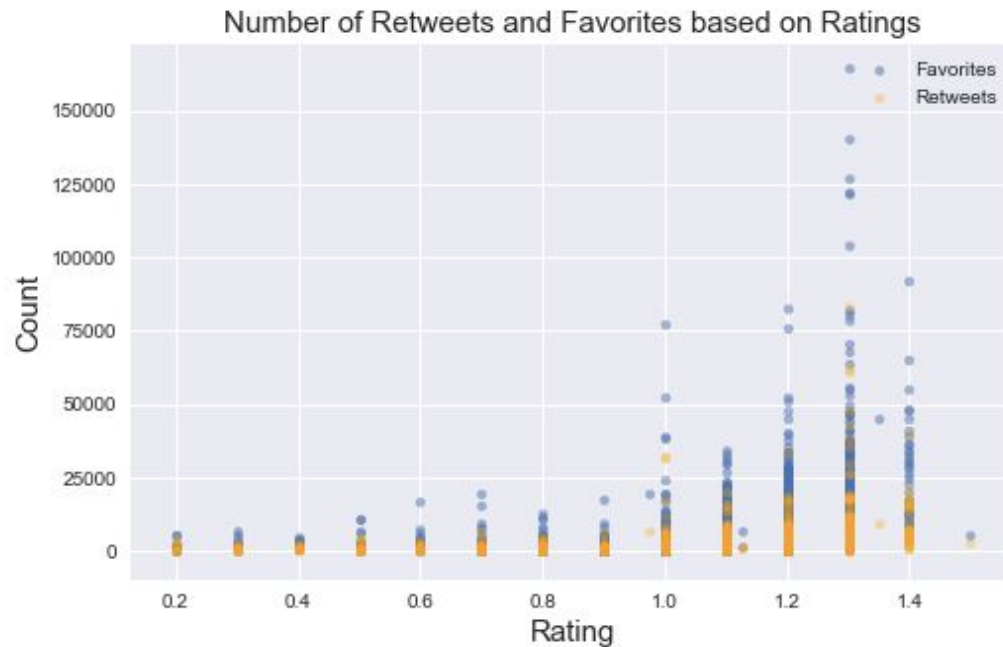 Number of Retweets and Favorites based on Ratings
Favorites
Retweets
150000
125000
100000
75000
50000
25000
0
Count
0.2 0.4 0.6 0.8 1.0 1.2 1.4
Rating